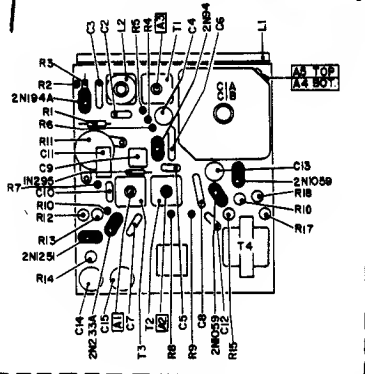 C3
C2
L2
R5
R4
A3
T1
C4
2N94
C6
L1
R3
R2
2N194A
R1
R6
R11
C11
C9
1N295
R7
C10
R10
R12
R13
2N1251
R14
C1A
C1B
A5 TOP
A4 BOT.
C13
2N1059
R18
R16
R17
T4
C14
2N233A
C15
A1
C7
T3
T2
A2
R8
C5
R9
C8
2N1059
C12
R15